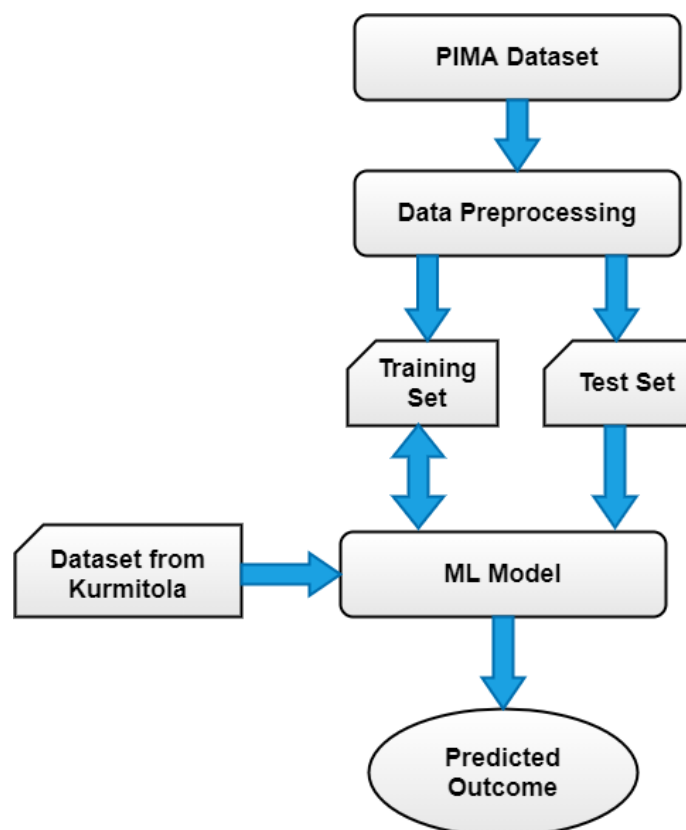 PIMA Dataset
Data Preprocessing
Training
Set
Test Set
Dataset from
Kurmitola
ML Model
Predicted
Outcome